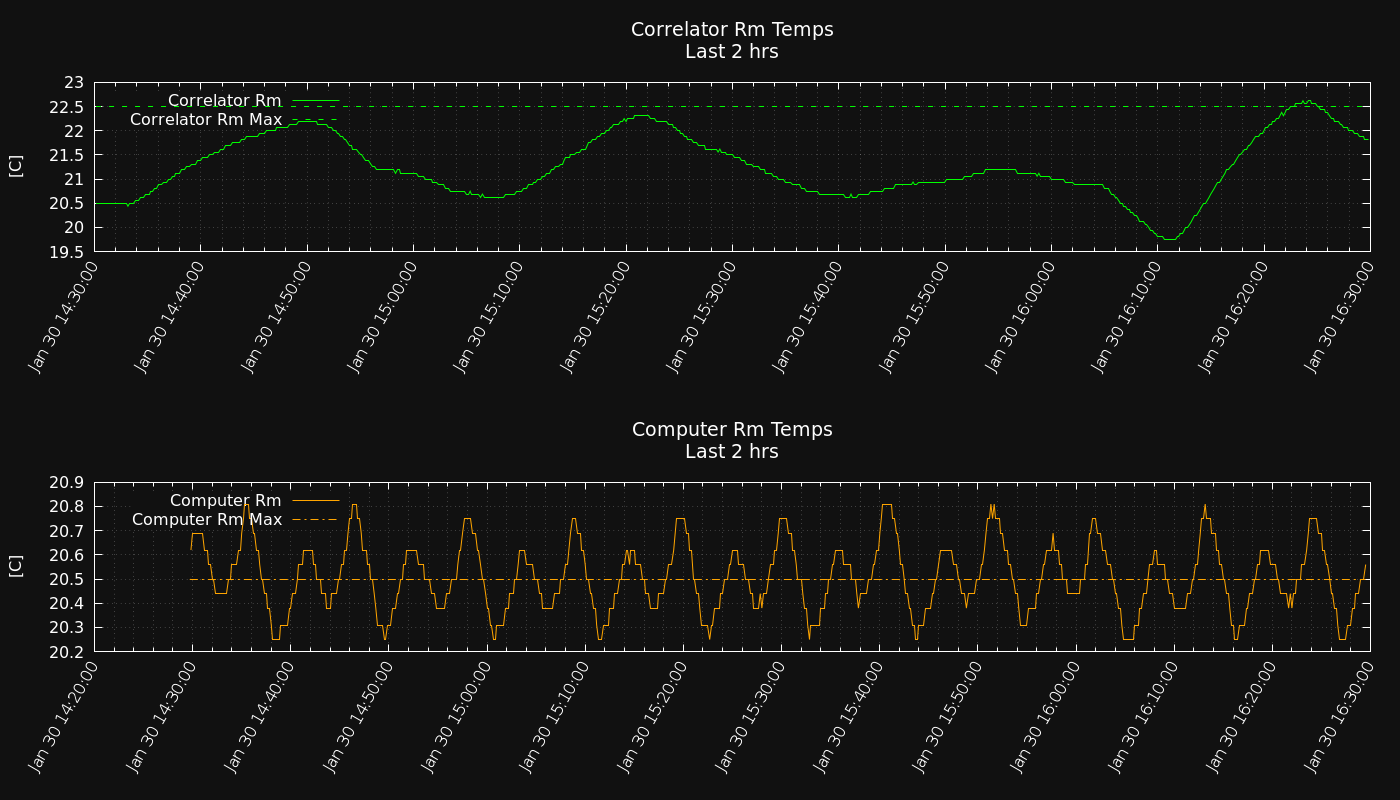 Correlator Rm Temps
Last 2 hrs
23
22.5
22
21.5
21
20.5
20
19.5
[C]
Correlator Rm
Correlator Rm Max
Jan 30 14:30:00
Jan 30 14:40:00
Jan 30 14:50:00
Jan 30 15:00:00
Jan 30 15:10:00
Jan 30 15:20:00
Jan 30 15:30:00
Jan 30 15:40:00
Jan 30 15:50:00
Jan 30 16:00:00
Jan 30 16:10:00
Jan 30 16:20:00
Jan 30 16:30:00
Computer Rm Temps
Last 2 hrs
20.9
20.8
20.7
20.6
20.5
20.4
20.3
20.2
[C]
Computer Rm
Computer Rm Max
Jan 30 14:20:00
Jan 30 14:30:00
Jan 30 14:40:00
Jan 30 14:50:00
Jan 30 15:00:00
Jan 30 15:10:00
Jan 30 15:20:00
Jan 30 15:30:00
Jan 30 15:40:00
Jan 30 15:50:00
Jan 30 16:00:00
Jan 30 16:10:00
Jan 30 16:20:00
Jan 30 16:30:00